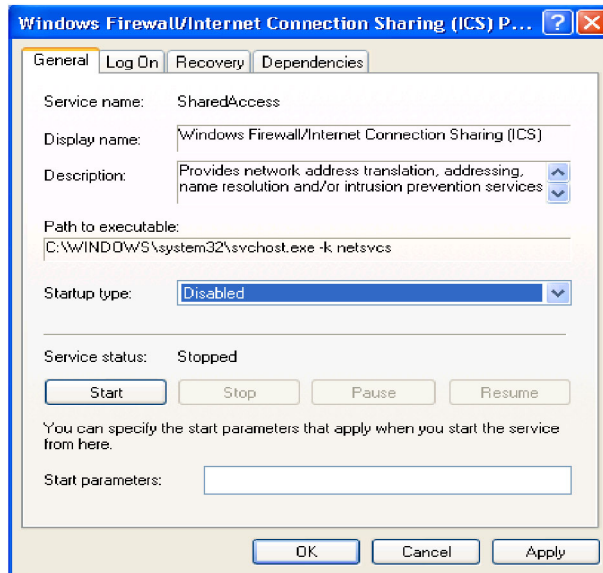 Windows Firewall/Internet Connection Sharing (ICS) P...
General Log On Recovery Dependencies
Service name: SharedAccess
Display name: Windows Firewall/Internet Connection Sharing (ICS)
Description: Provides network address translation, addressing,
name resolution and/or intrusion prevention services
Path to executable:
C:\WINDOWS\system32\svchost.exe -k netsvcs
Startup type: Disabled
Service status: Stopped
Start Stop Pause Resume
You can specify the start parameters that apply when you start the service
from here.
Start parameters:
OK Cancel Apply